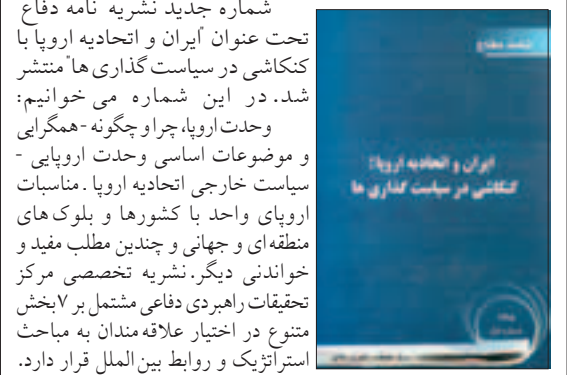 شماره جدید نشریه نامه دفاع
تحت عنوان "ایران و اتحادیه اروپا با
کنکاشی در سیاست گذاری ها" منتشر
شد. در این شماره می خوانیم:
وحدت اروپا، چرا و چگونه - همگرایی
و موضوعات اساسی وحدت اروپایی -
سیاست خارجی اتحادیه اروپا . مناسبات
اروپای واحد با کشورها و بلوک های
منطقه ای و جهانی و چندین مطلب مفید و
خواندنی دیگر. نشریه تخصصی مرکز
تحقیقات راهبردی دفاعی مشتمل بر ۷بخش
متنوع در اختیار علاقه مندان به مباحث
استراتژیک و روابط بین الملل قرار دارد.
ایران و اتحادیه اروپا؛
کنکاشی در سیاست گذاری ها